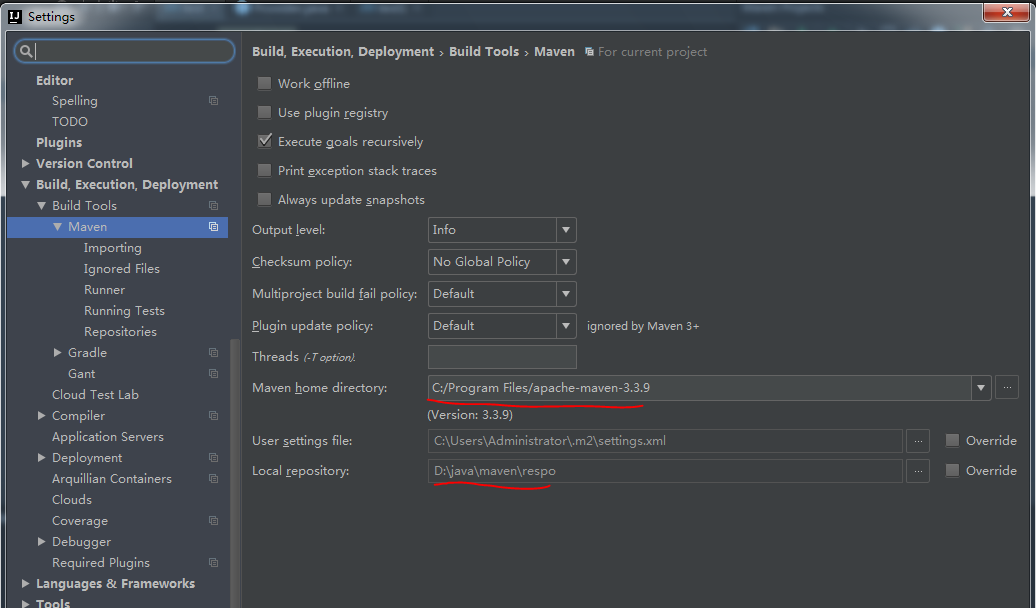 Settings
Editor
Spelling
TODO
Plugins
Version Control
Build, Execution, Deployment
Build Tools
Maven
Importing
Ignored Files
Runner
Running Tests
Repositories
Gradle
Gant
Cloud Test Lab
Compiler
Application Servers
Deployment
Arquillian Containers
Clouds
Coverage
Debugger
Required Plugins
Languages & Frameworks
Tools
Build, Execution, Deployment › Build Tools › Maven For current project
Work offline
Use plugin registry
Execute goals recursively
Print exception stack traces
Always update snapshots
Output level: Info
Checksum policy: No Global Policy
Multiproject build fail policy: Default
Plugin update policy: Default ignored by Maven 3+
Threads (-T option).
Maven home directory: C:/Program Files/apache-maven-3.3.9 ...
(Version: 3.3.9)
User settings file: C:\Users\Administrator\.m2\settings.xml ... Override
Local repository: D:\java\maven\respo ... Override